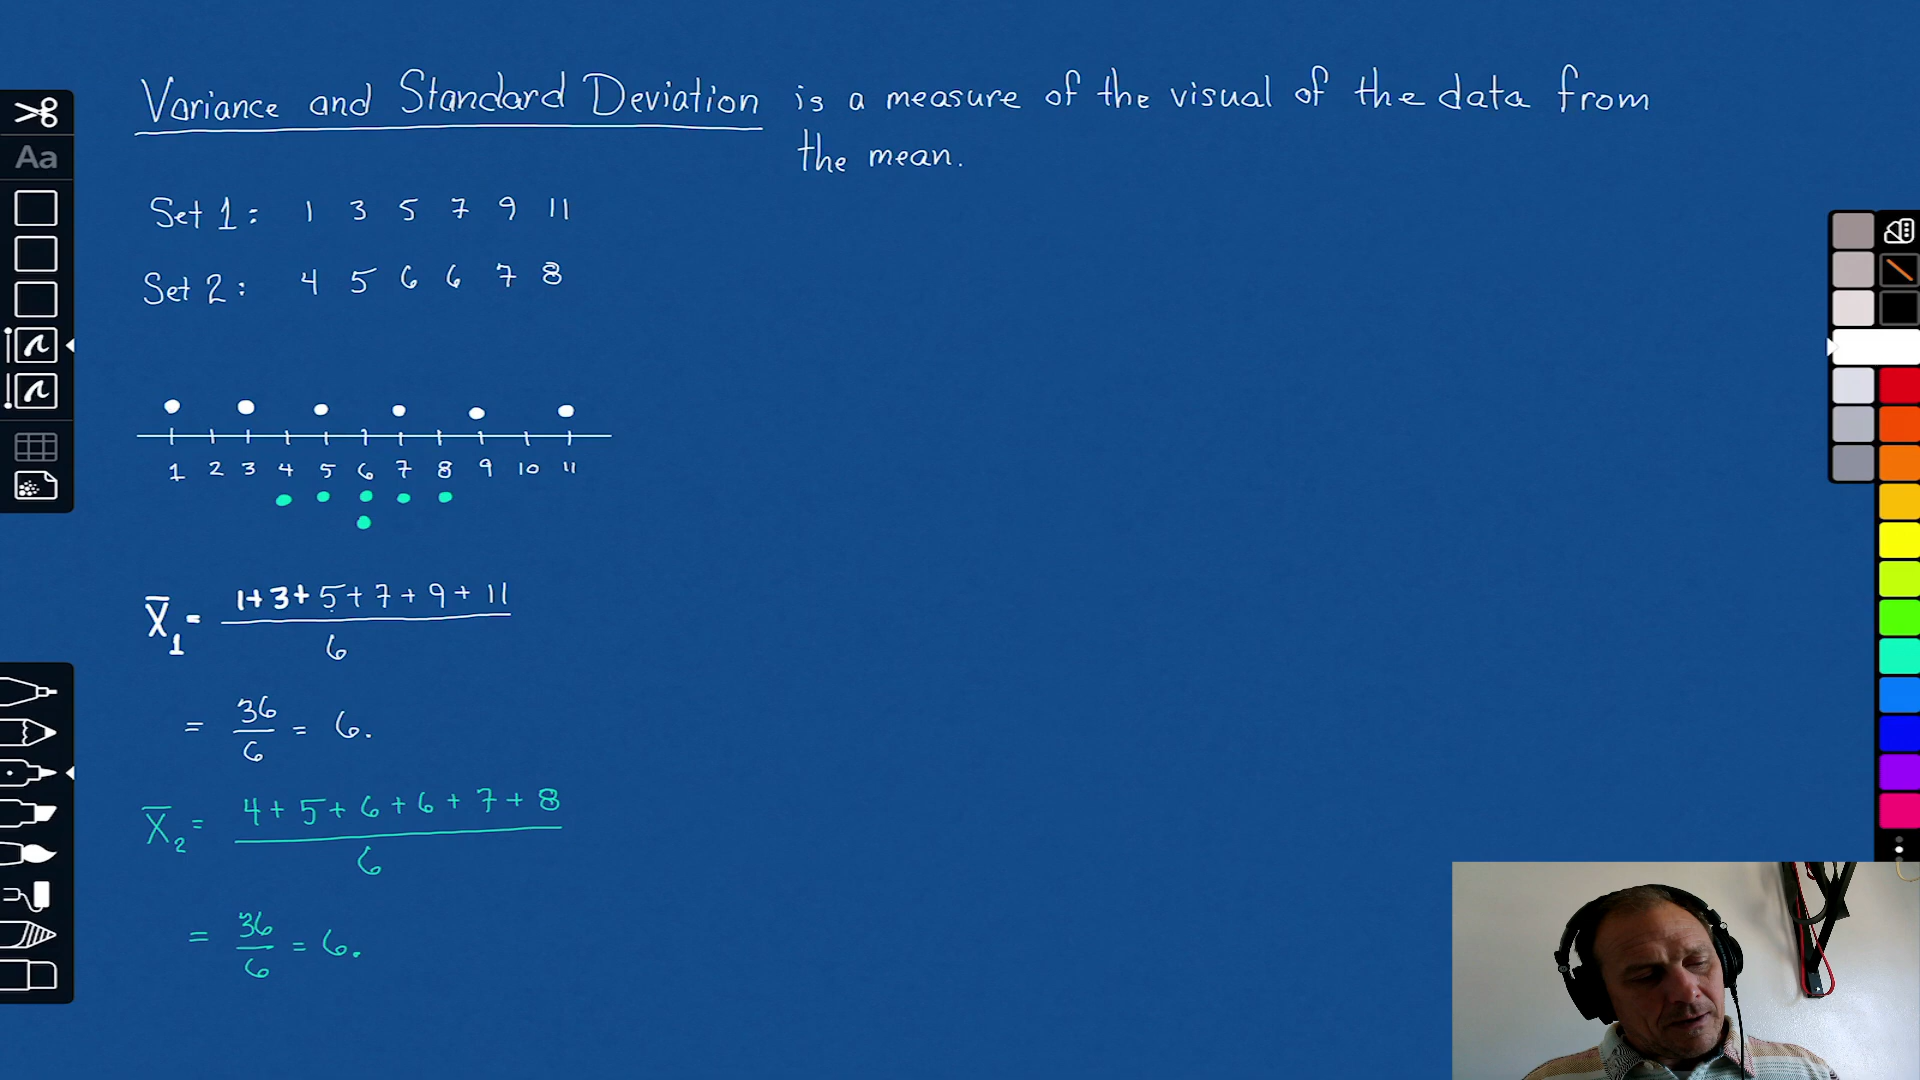 Variance and Standard Deviation is a measure of the visual of the data from
the mean.
Set 1: 1 3 5 7 9 11
Set 2: 4 5 6 6 7 8
1 2 3 4 5 6 7 8 9 10 11
X̅₁ = 1+3+5+7+9+11
6
= 36/6 = 6.
X̅₂ = 4+5+6+6+7+8
6
= 36/6 = 6.
Aa